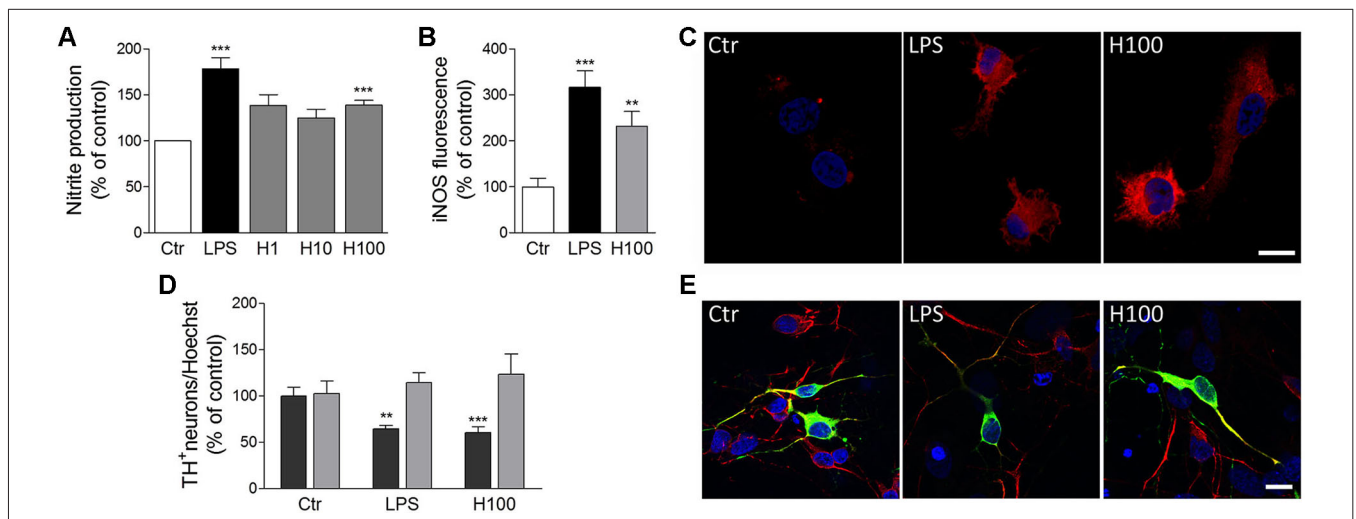 A
Nitrite production
(% of control)
200
150
100
50
0
***
***
Ctr LPS H1 H10 H100
B
iNOS fluorescence
(% of control)
400
300
200
100
0
***
**
Ctr LPS H100
C
Ctr
LPS
H100
D
TH+neurons/Hoechst
(% of control)
200
150
100
50
0
**
***
Ctr LPS H100
E
Ctr
LPS
H100